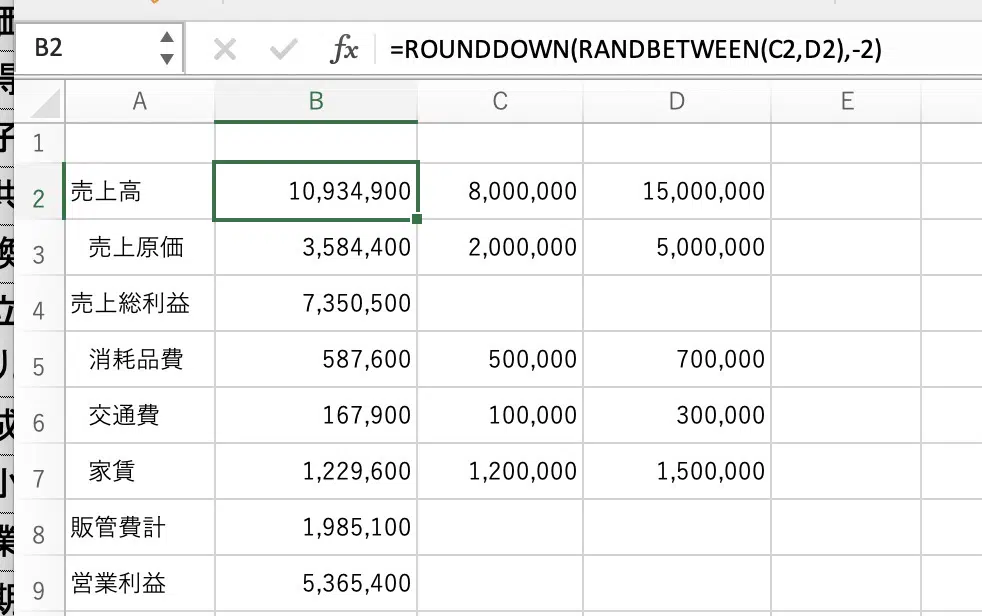 B2 fx =ROUNDDOWN(RANDBETWEEN(C2,D2),-2)
A B C D E
1
2 売上高 10,934,900 8,000,000 15,000,000
3 売上原価 3,584,400 2,000,000 5,000,000
4 売上総利益 7,350,500
5 消耗品費 587,600 500,000 700,000
6 交通費 167,900 100,000 300,000
7 家賃 1,229,600 1,200,000 1,500,000
8 販管費計 1,985,100
9 営業利益 5,365,400